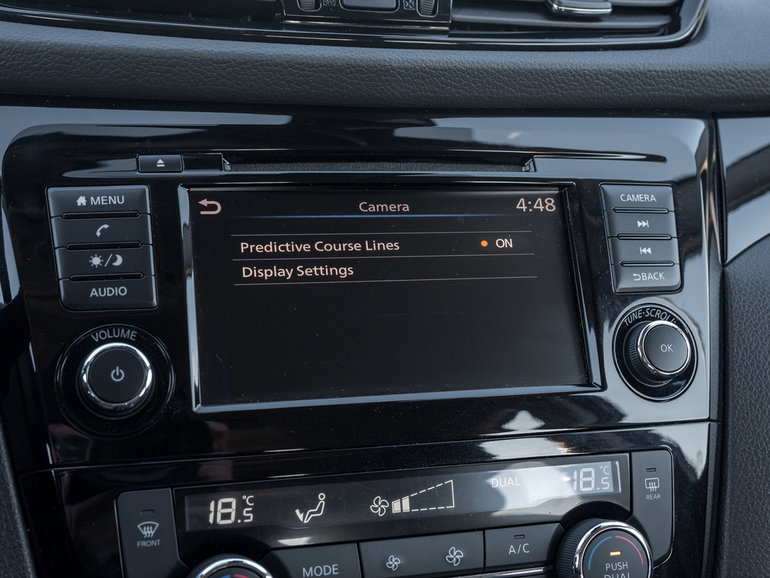 MENU
AUDIO
VOLUME
Camera 4:48
Predictive Course Lines ON
Display Settings
CAMERA
BACK
TUNE·SCROLL
OK
18.5°C
DUAL
18.5°C
FRONT
REAR
MODE
A/C
PUSH
DUAL